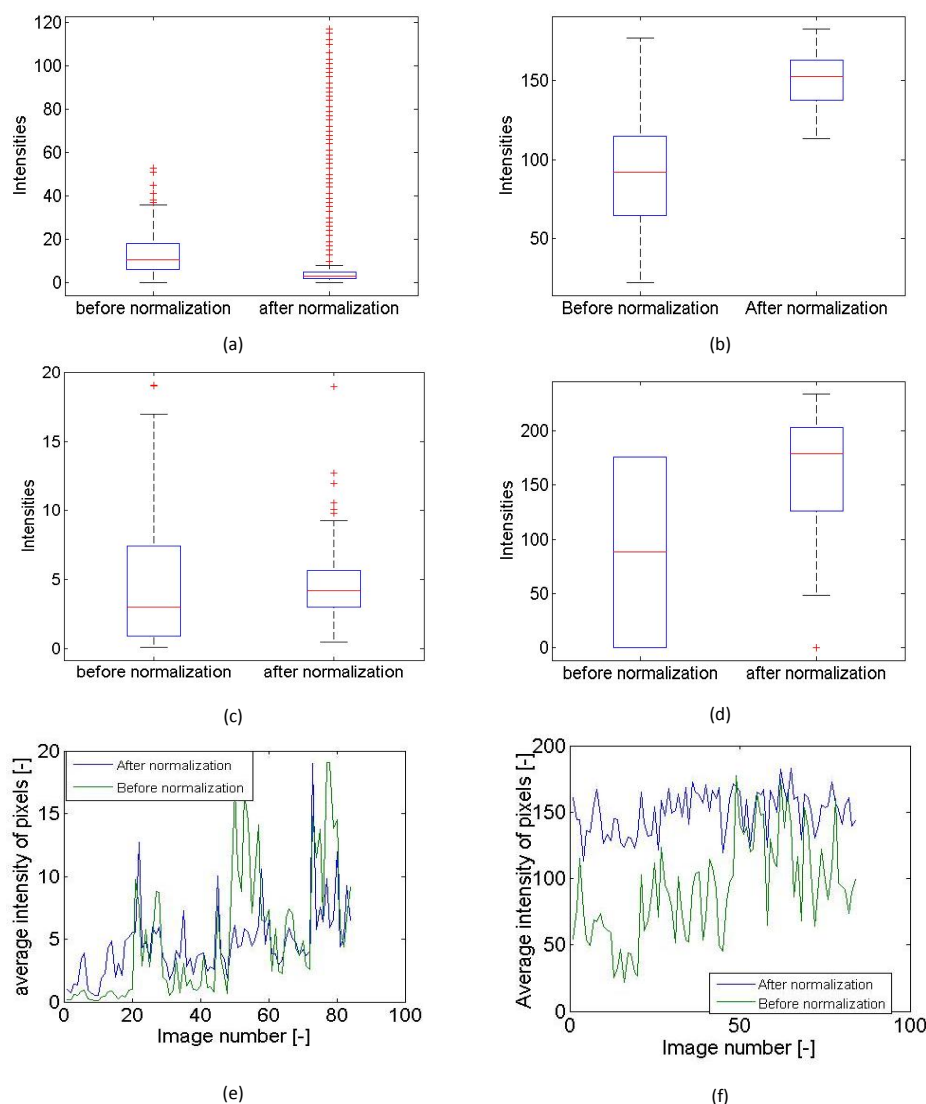 120
100
80
60
40
20
0
Intensities
before normalization
after normalization
(a)
150
100
50
Intensities
Before normalization
After normalization
(b)
20
15
10
5
0
Intensities
before normalization
after normalization
(c)
200
150
100
50
0
Intensities
before normalization
after normalization
(d)
20
15
10
5
0
average intensity of pixels [-]
After normalization
Before normalization
0 20 40 60 80 100
Image number [-]
(e)
200
150
100
50
0
Average intensity of pixels [-]
After normalization
Before normalization
0 50 100
Image number [-]
(f)